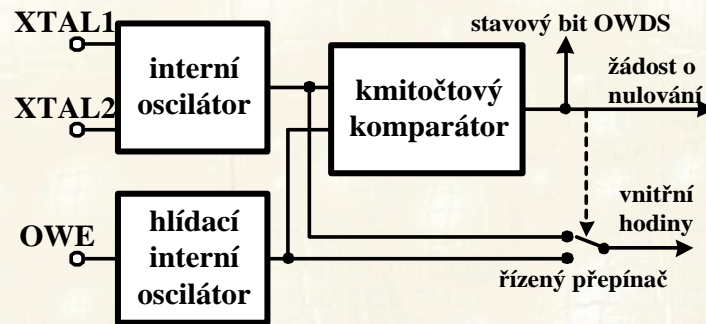 XTAL1
XTAL2
OWE
interní
oscilátor
hlídací
interní
oscilátor
kmitočtový
komparátor
stavový bit OWDS
žádost o
nulování
vnitřní
hodiny
řízený přepínač